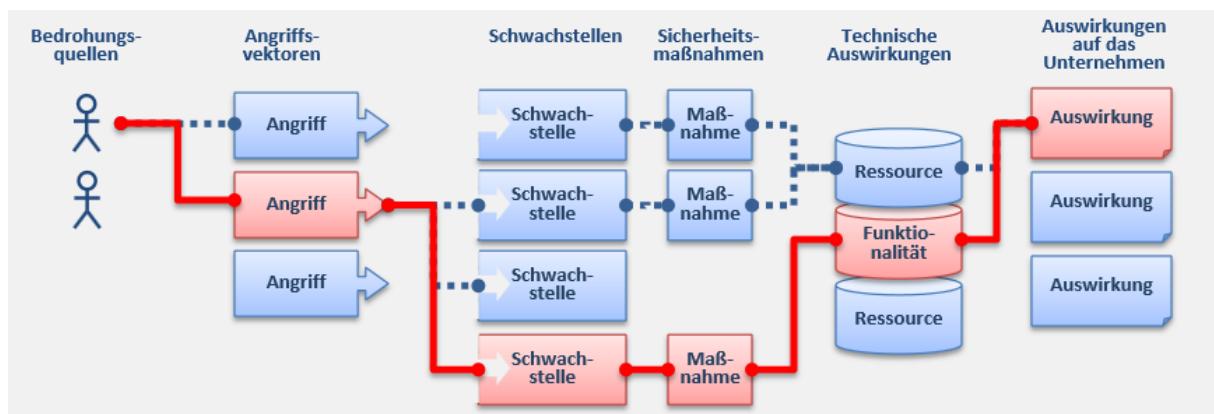 Bedrohungs-
quellen
Angriffs-
vektoren
Schwachstellen
Sicherheits-
maßnahmen
Technische
Auswirkungen
Auswirkungen
auf das
Unternehmen
Angriff
Schwach-
stelle
Maß-
nahme
Auswirkung
Ressource
Angriff
Schwach-
stelle
Maß-
nahme
Auswirkung
Funktio-
nalität
Angriff
Schwach-
stelle
Auswirkung
Ressource
Schwach-
stelle
Maß-
nahme